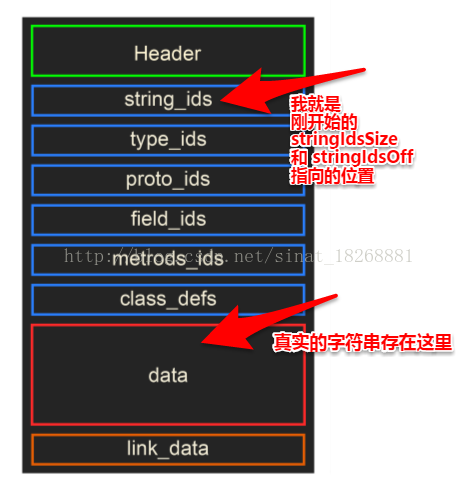 Header
string_ids
我就是
刚开始的
stringIdsSize
和 stringIdsOff
指向的位置
type_ids
proto_ids
field_ids
http://blog.csdn.net/sinat_18268881
metrods_ids
class_defs
真实的字符串存在这里
data
link_data